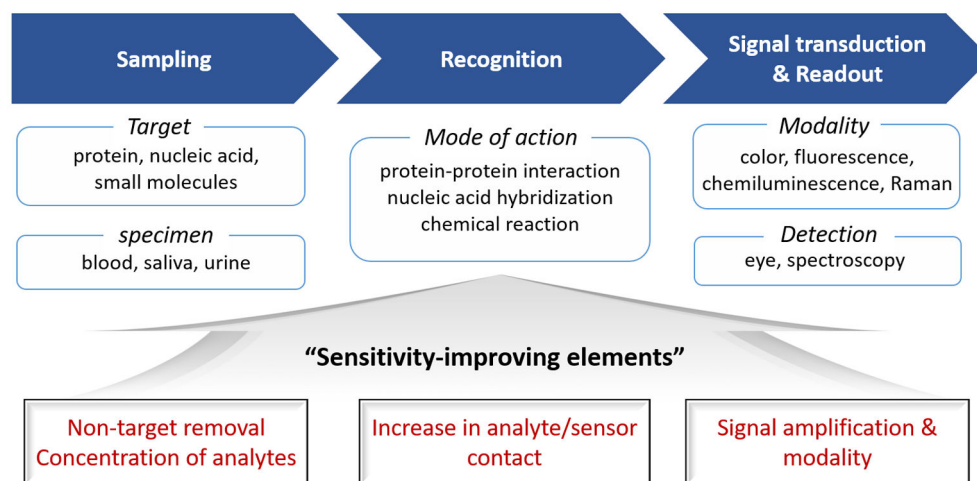 Sampling
Recognition
Signal transduction
& Readout
Target
protein, nucleic acid,
small molecules
specimen
blood, saliva, urine
Mode of action
protein-protein interaction
nucleic acid hybridization
chemical reaction
Modality
color, fluorescence,
chemiluminescence, Raman
Detection
eye, spectroscopy
“Sensitivity-improving elements”
Non-target removal
Concentration of analytes
Increase in analyte/sensor
contact
Signal amplification &
modality